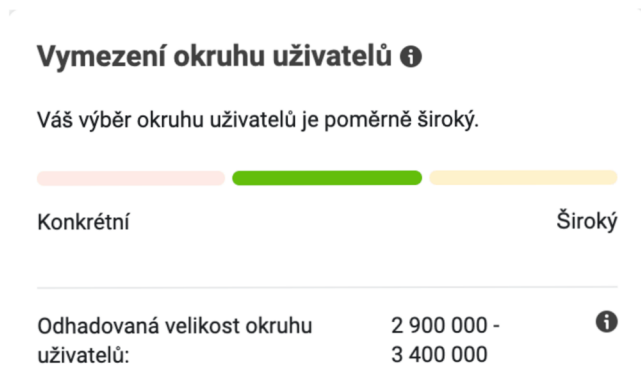 Vymezení okruhu uživatelů
Váš výběr okruhu uživatelů je poměrně široký.
Konkrétní
Široký
Odhadovaná velikost okruhu
uživatelů:
2 900 000 -
3 400 000